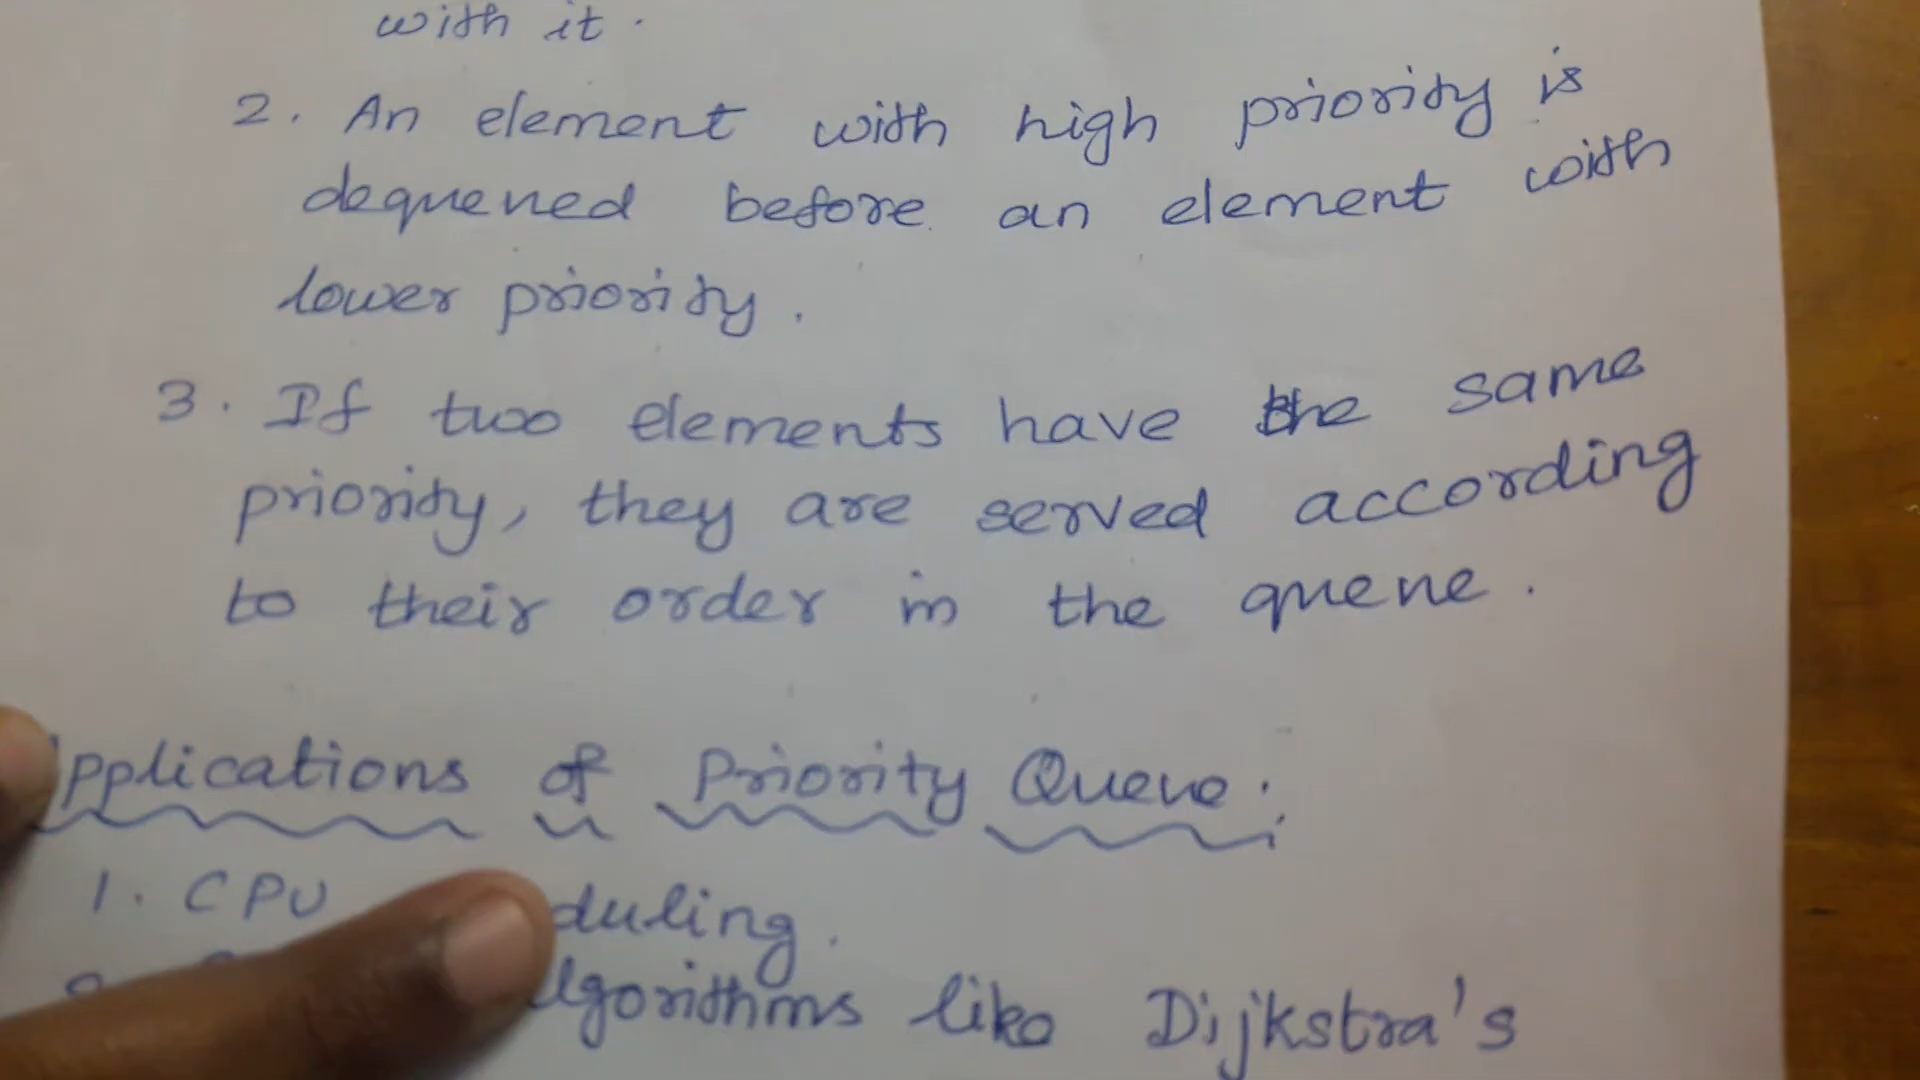 with it.
2. An element with high priority is
dequeued before an element with
lower priority.
3. If two elements have the same
priority, they are served according
to their order in the queue.
Applications of Priority Queue:
1. CPU duling.
lgorithms like Dijkstra's